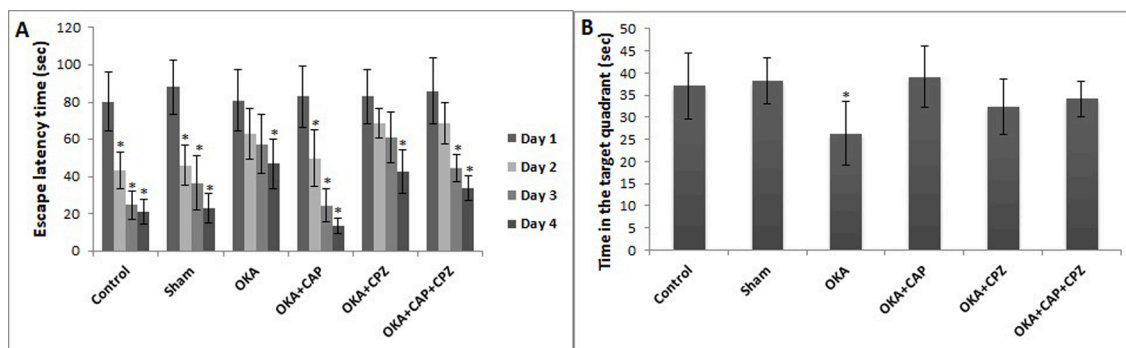 A
Escape latency time (sec)
120
100
80
60
40
20
0
* * *
* * *
*
* * *
*
* *
Control
Sham
OKA
OKA+CAP
OKA+CPZ
OKA+CAP+CPZ
Day 1
Day 2
Day 3
Day 4
B
Time in the target quadrant (sec)
50
45
40
35
30
25
20
15
10
5
0
*
Control
Sham
OKA
OKA+CAP
OKA+CPZ
OKA+CAP+CPZ